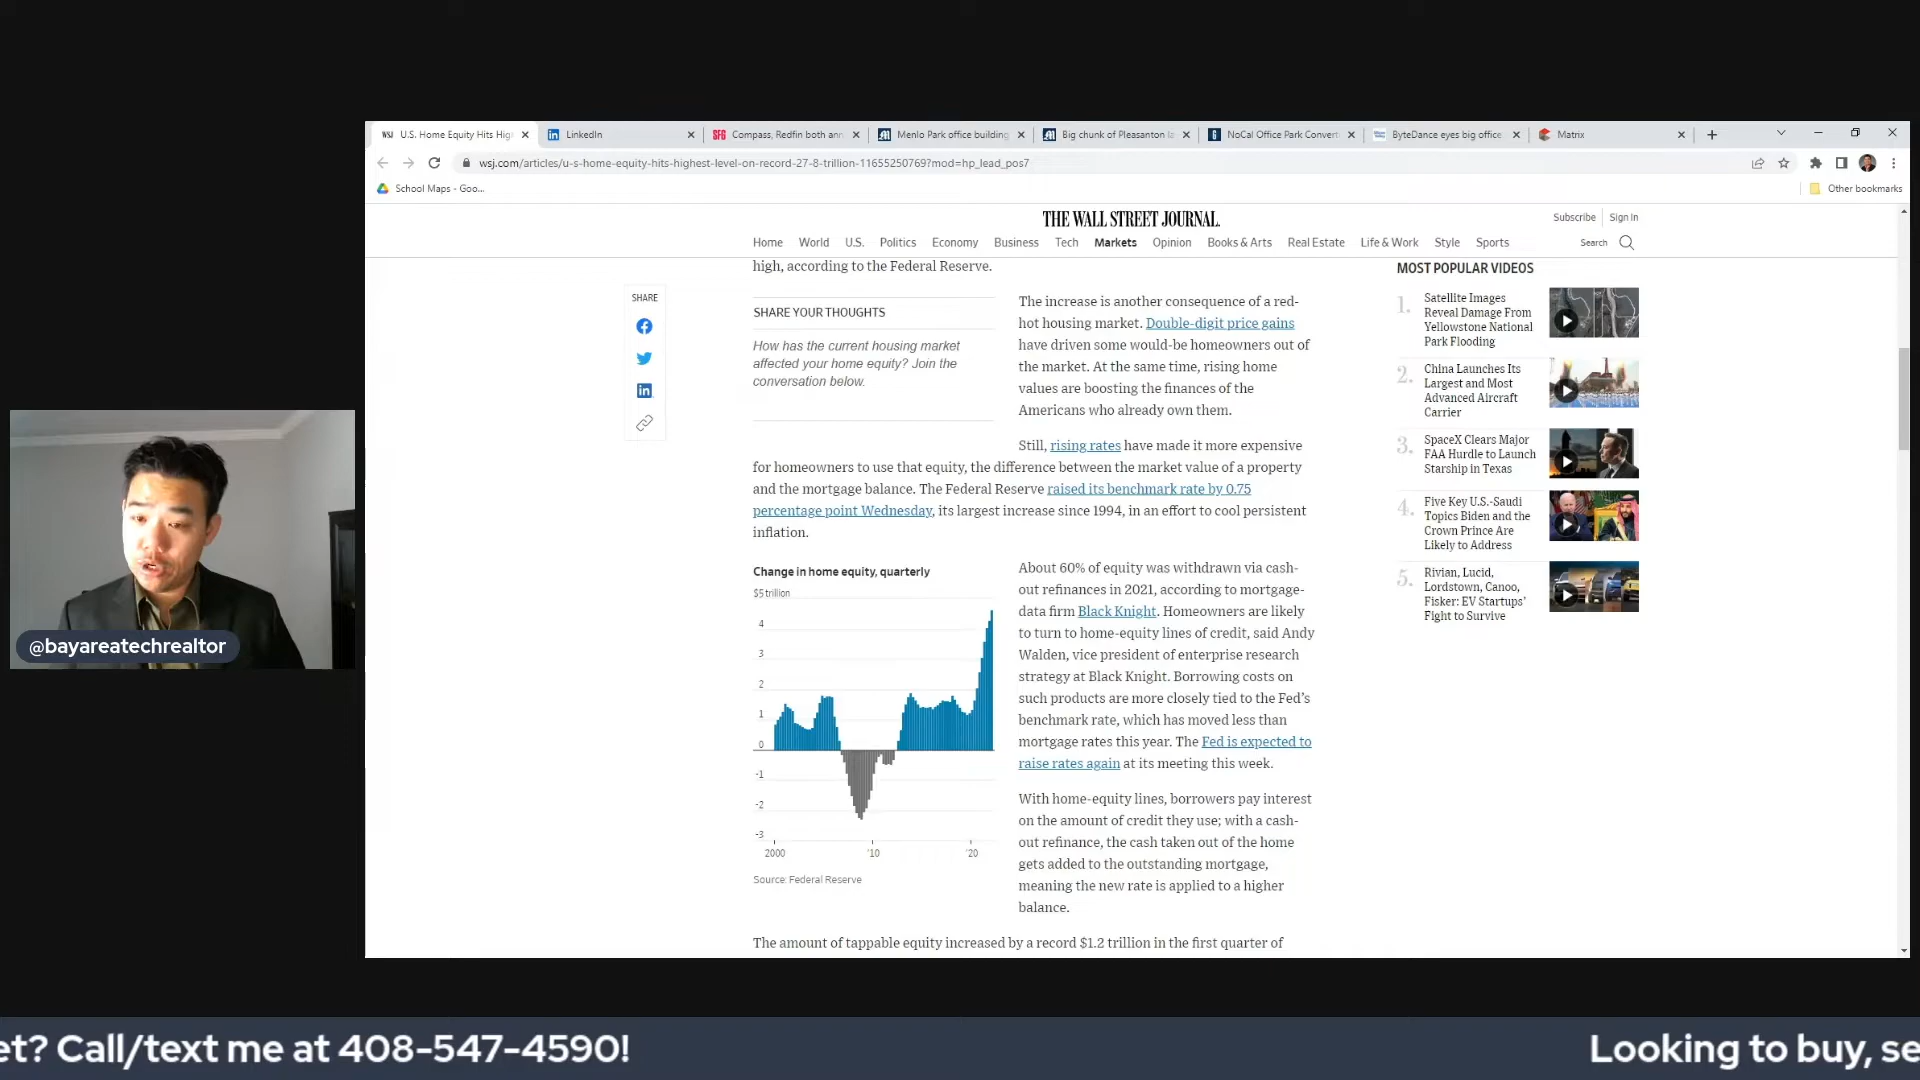 U.S. Home Equity Hits Hig
LinkedIn
Compass, Redfin both ann
Menlo Park office building
Big chunk of Pleasanton la
NoCal Office Park Convert
ByteDance eyes big office
Matrix
wsj.com/articles/u-s-home-equity-hits-highest-level-on-record-27-8-trillion-11655250769?mod=hp_lead_pos7
School Maps - Goo...
Other bookmarks
THE WALL STREET JOURNAL.
Subscribe
Sign In
Home World U.S. Politics Economy Business Tech Markets Opinion Books & Arts Real Estate Life & Work Style Sports
Search
high, according to the Federal Reserve.
SHARE
SHARE YOUR THOUGHTS
How has the current housing market
affected your home equity? Join the
conversation below.
The increase is another consequence of a red-
hot housing market. Double-digit price gains
have driven some would-be homeowners out of
the market. At the same time, rising home
values are boosting the finances of the
Americans who already own them.
Still, rising rates have made it more expensive
for homeowners to use that equity, the difference between the market value of a property
and the mortgage balance. The Federal Reserve raised its benchmark rate by 0.75
percentage point Wednesday, its largest increase since 1994, in an effort to cool persistent
inflation.
Change in home equity, quarterly
$5 trillion
4
3
2
1
0
-1
-2
-3
2000 '10 '20
Source: Federal Reserve
About 60% of equity was withdrawn via cash-
out refinances in 2021, according to mortgage-
data firm Black Knight. Homeowners are likely
to turn to home-equity lines of credit, said Andy
Walden, vice president of enterprise research
strategy at Black Knight. Borrowing costs on
such products are more closely tied to the Fed's
benchmark rate, which has moved less than
mortgage rates this year. The Fed is expected to
raise rates again at its meeting this week.
With home-equity lines, borrowers pay interest
on the amount of credit they use; with a cash-
out refinance, the cash taken out of the home
gets added to the outstanding mortgage,
meaning the new rate is applied to a higher
balance.
The amount of tappable equity increased by a record $1.2 trillion in the first quarter of
MOST POPULAR VIDEOS
1.
Satellite Images
Reveal Damage From
Yellowstone National
Park Flooding
2.
China Launches Its
Largest and Most
Advanced Aircraft
Carrier
3.
SpaceX Clears Major
FAA Hurdle to Launch
Starship in Texas
4.
Five Key U.S.-Saudi
Topics Biden and the
Crown Prince Are
Likely to Address
5.
Rivian, Lucid,
Lordstown, Canoo,
Fisker: EV Startups'
Fight to Survive
@bayareatechrealtor
et? Call/text me at 408-547-4590!
Looking to buy, se